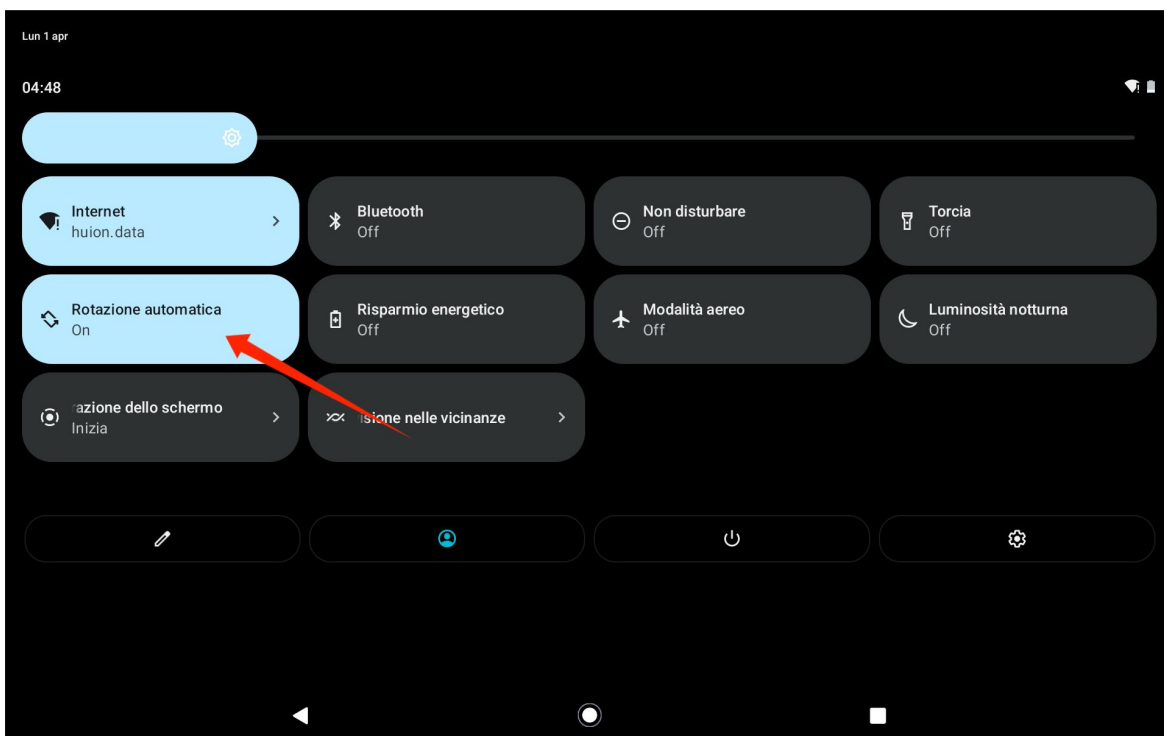 Lun 1 apr
04:48
Internet
huion.data
Bluetooth
Off
Non disturbare
Off
Torcia
Off
Rotazione automatica
On
Risparmio energetico
Off
Modalità aereo
Off
Luminosità notturna
Off
razione dello schermo
Inizia
isione nelle vicinanze